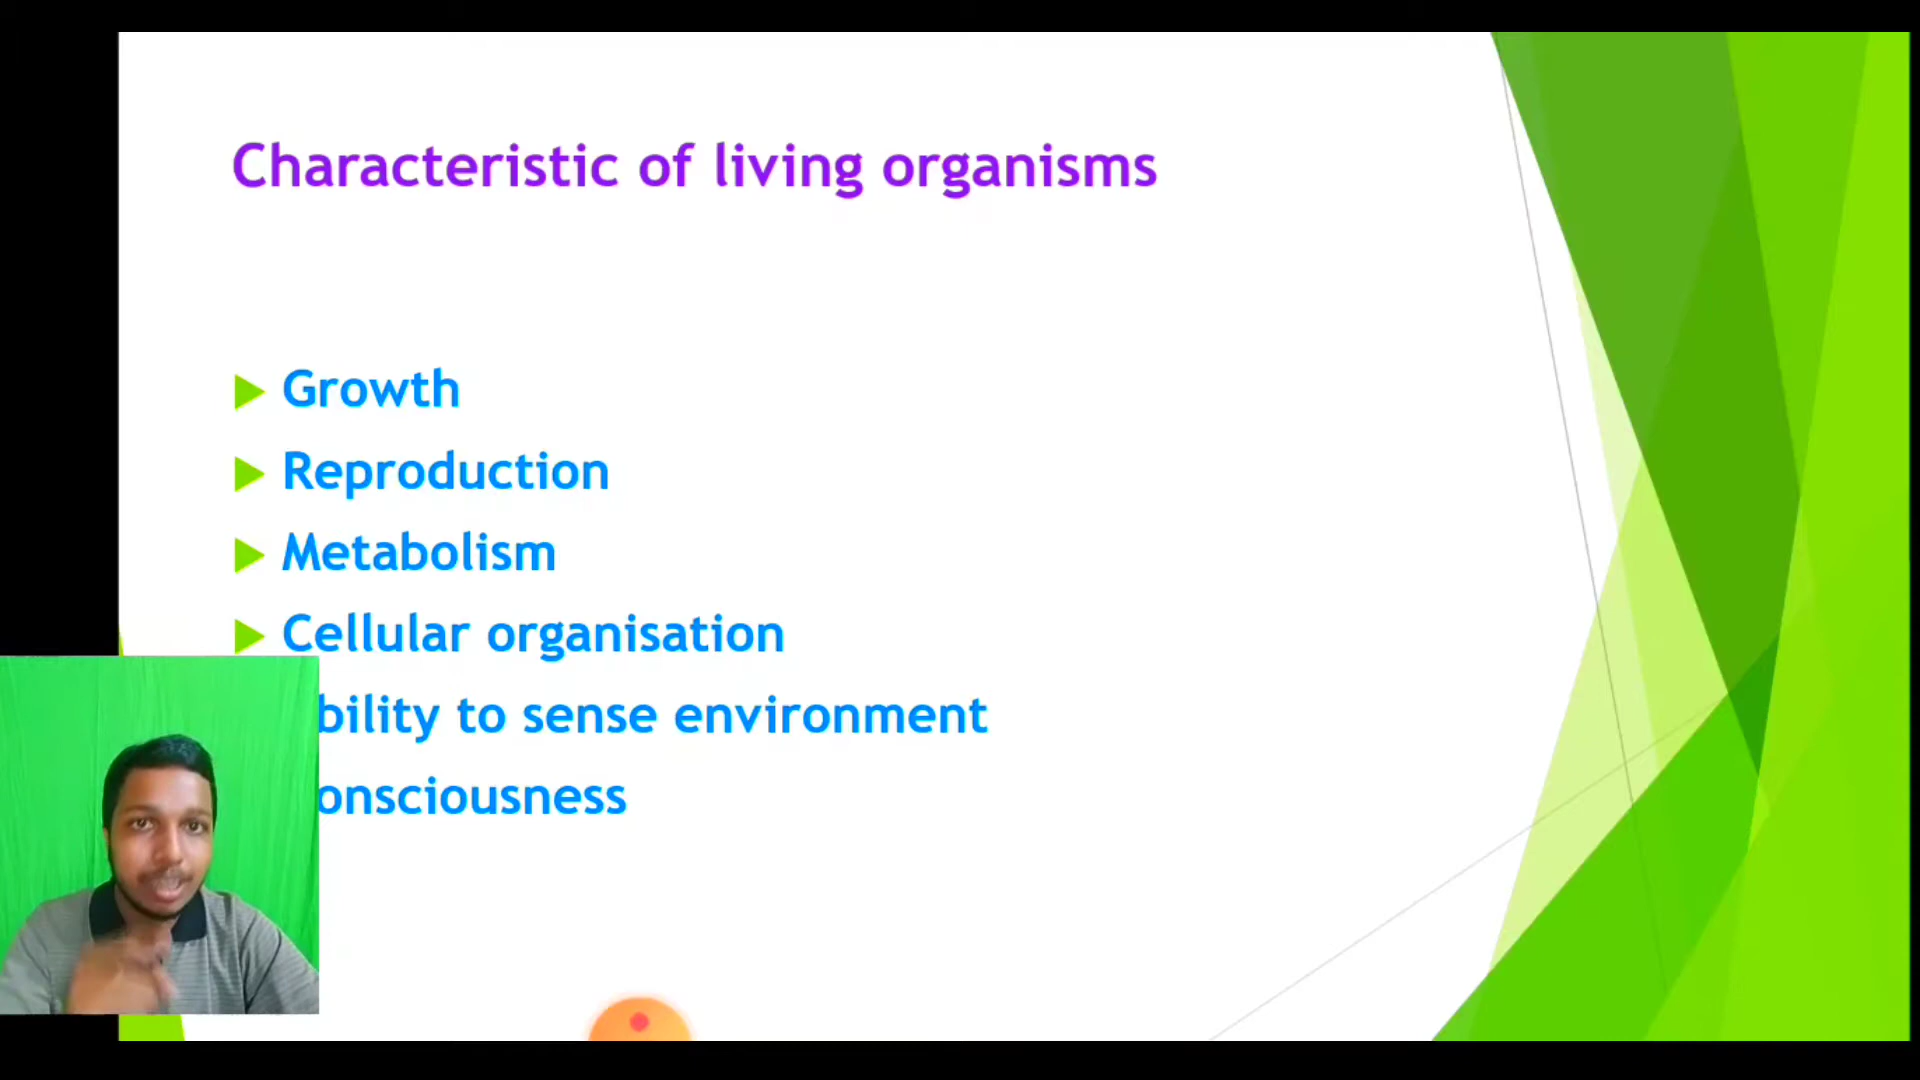 Characteristic of living organisms
Growth
Reproduction
Metabolism
Cellular organisation
bility to sense environment
onsciousness